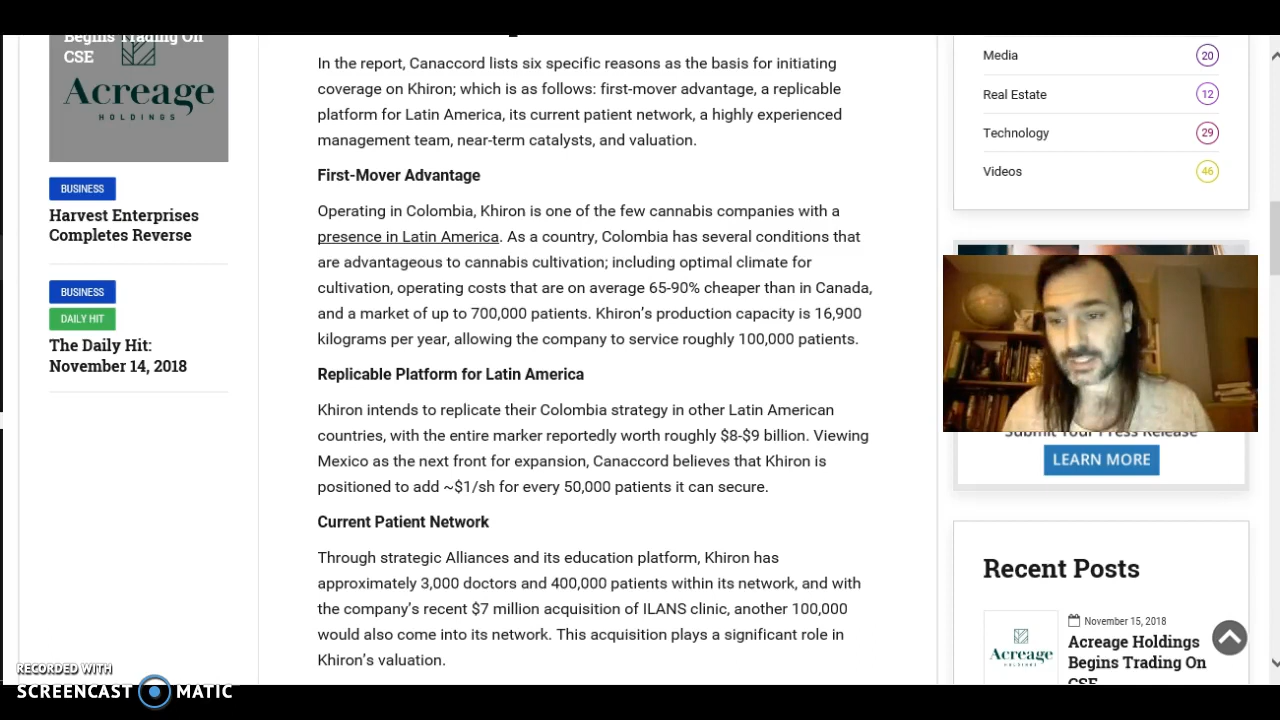 Begins Trading On
CSE
Acreage
HOLDINGS
BUSINESS
Harvest Enterprises
Completes Reverse
BUSINESS
DAILY HIT
The Daily Hit:
November 14, 2018
In the report, Canaccord lists six specific reasons as the basis for initiating
coverage on Khiron; which is as follows: first-mover advantage, a replicable
platform for Latin America, its current patient network, a highly experienced
management team, near-term catalysts, and valuation.
First-Mover Advantage
Operating in Colombia, Khiron is one of the few cannabis companies with a
presence in Latin America. As a country, Colombia has several conditions that
are advantageous to cannabis cultivation; including optimal climate for
cultivation, operating costs that are on average 65-90% cheaper than in Canada,
and a market of up to 700,000 patients. Khiron’s production capacity is 16,900
kilograms per year, allowing the company to service roughly 100,000 patients.
Replicable Platform for Latin America
Khiron intends to replicate their Colombia strategy in other Latin American
countries, with the entire marker reportedly worth roughly $8-$9 billion. Viewing
Mexico as the next front for expansion, Canaccord believes that Khiron is
positioned to add ~$1/sh for every 50,000 patients it can secure.
Current Patient Network
Through strategic Alliances and its education platform, Khiron has
approximately 3,000 doctors and 400,000 patients within its network, and with
the company’s recent $7 million acquisition of ILANS clinic, another 100,000
would also come into its network. This acquisition plays a significant role in
Khiron’s valuation.
Media 20
Real Estate 12
Technology 29
Videos 46
Submit Your Press Release
LEARN MORE
Recent Posts
Acreage
HOLDINGS
November 15, 2018
Acreage Holdings
Begins Trading On
CSE
RECORDED WITH
SCREENCAST MATIC